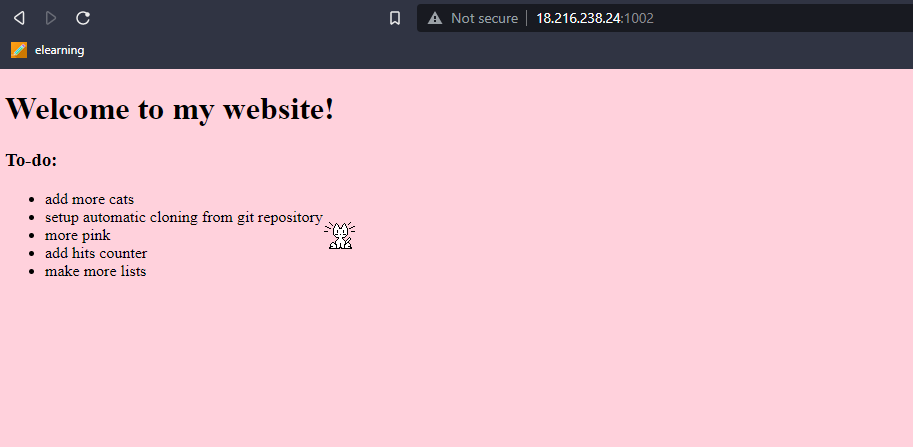 Not secure 18.216.238.24:1002
elearning
Welcome to my website!
To-do:
add more cats
setup automatic cloning from git repository
more pink
add hits counter
make more lists